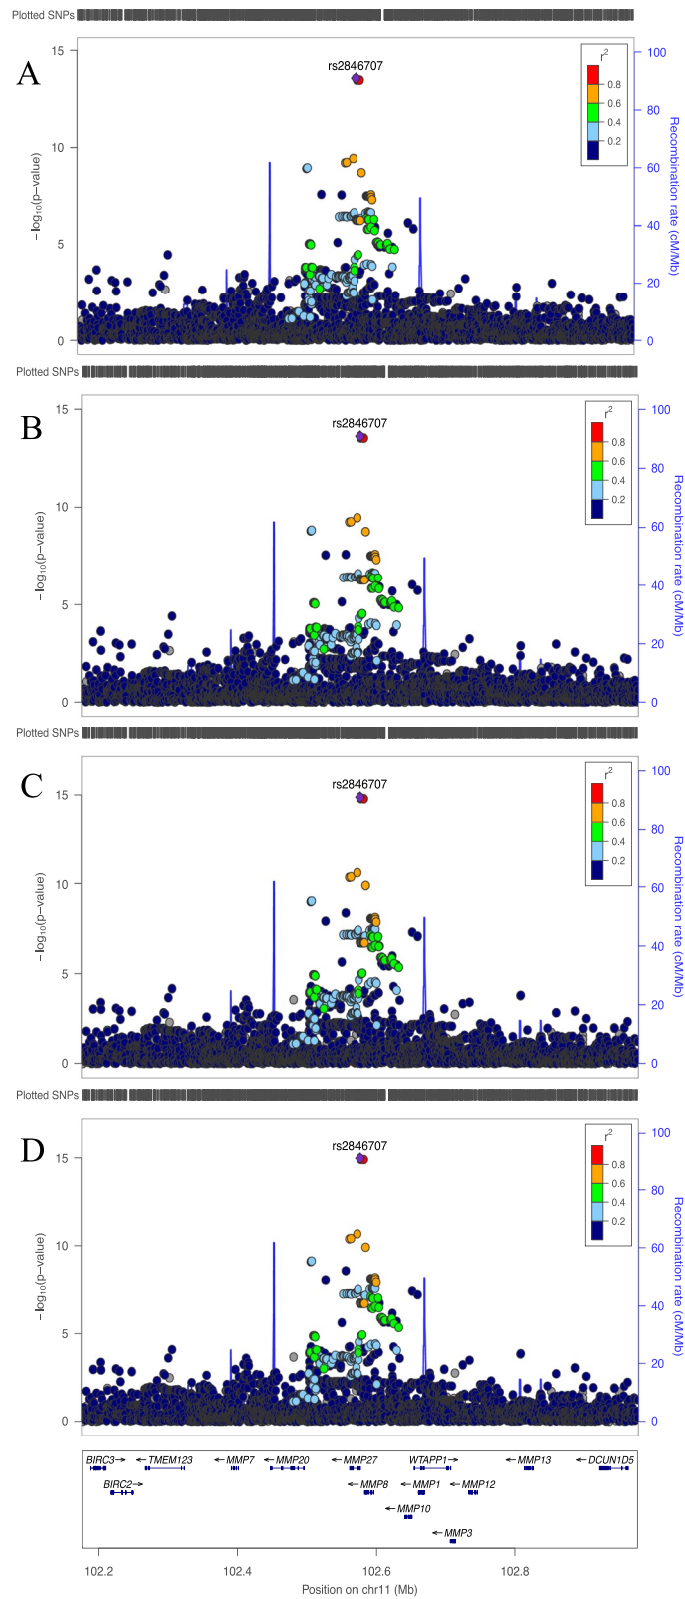 Plotted SNPs
A
rs2846707
r2
0.8
0.6
0.4
0.2
15
10
5
0
−log10(p−value)
100
80
60
40
20
0
Recombination rate (cM/Mb)
Plotted SNPs
B
rs2846707
r2
0.8
0.6
0.4
0.2
15
10
5
0
−log10(p−value)
100
80
60
40
20
0
Recombination rate (cM/Mb)
Plotted SNPs
C
rs2846707
r2
0.8
0.6
0.4
0.2
15
10
5
0
−log10(p−value)
100
80
60
40
20
0
Recombination rate (cM/Mb)
Plotted SNPs
D
rs2846707
r2
0.8
0.6
0.4
0.2
15
10
5
0
−log10(p−value)
100
80
60
40
20
0
Recombination rate (cM/Mb)
BIRC3→ ←TMEM123 ←MMP7 ←MMP20 ←MMP27 WTAPP1→ ←MMP13 ←DCUN1D5
BIRC2→ ←MMP8 ←MMP1 ←MMP12
←MMP10
←MMP3
102.2 102.4 102.6 102.8
Position on chr11 (Mb)